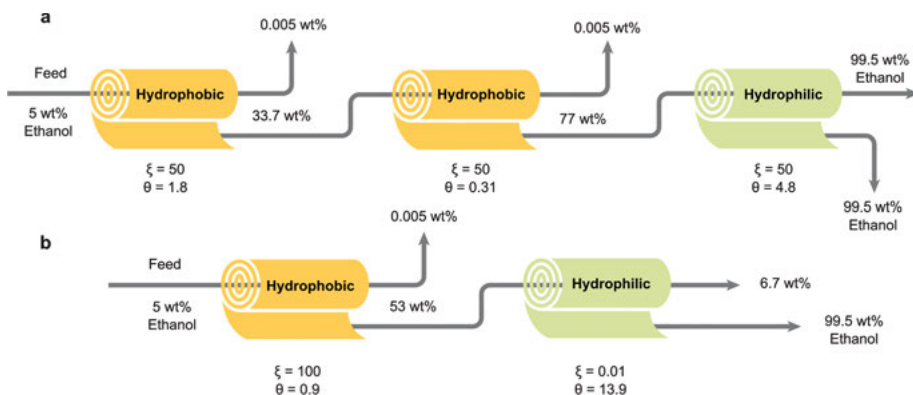 a
0.005 wt%
0.005 wt%
99.5 wt%
Ethanol
Feed
Hydrophobic
Hydrophobic
Hydrophilic
5 wt%
Ethanol
33.7 wt%
77 wt%
ξ = 50
θ = 1.8
ξ = 50
θ = 0.31
ξ = 50
θ = 4.8
99.5 wt%
Ethanol
b
0.005 wt%
Feed
Hydrophobic
Hydrophilic
6.7 wt%
5 wt%
Ethanol
53 wt%
99.5 wt%
Ethanol
ξ = 100
θ = 0.9
ξ = 0.01
θ = 13.9